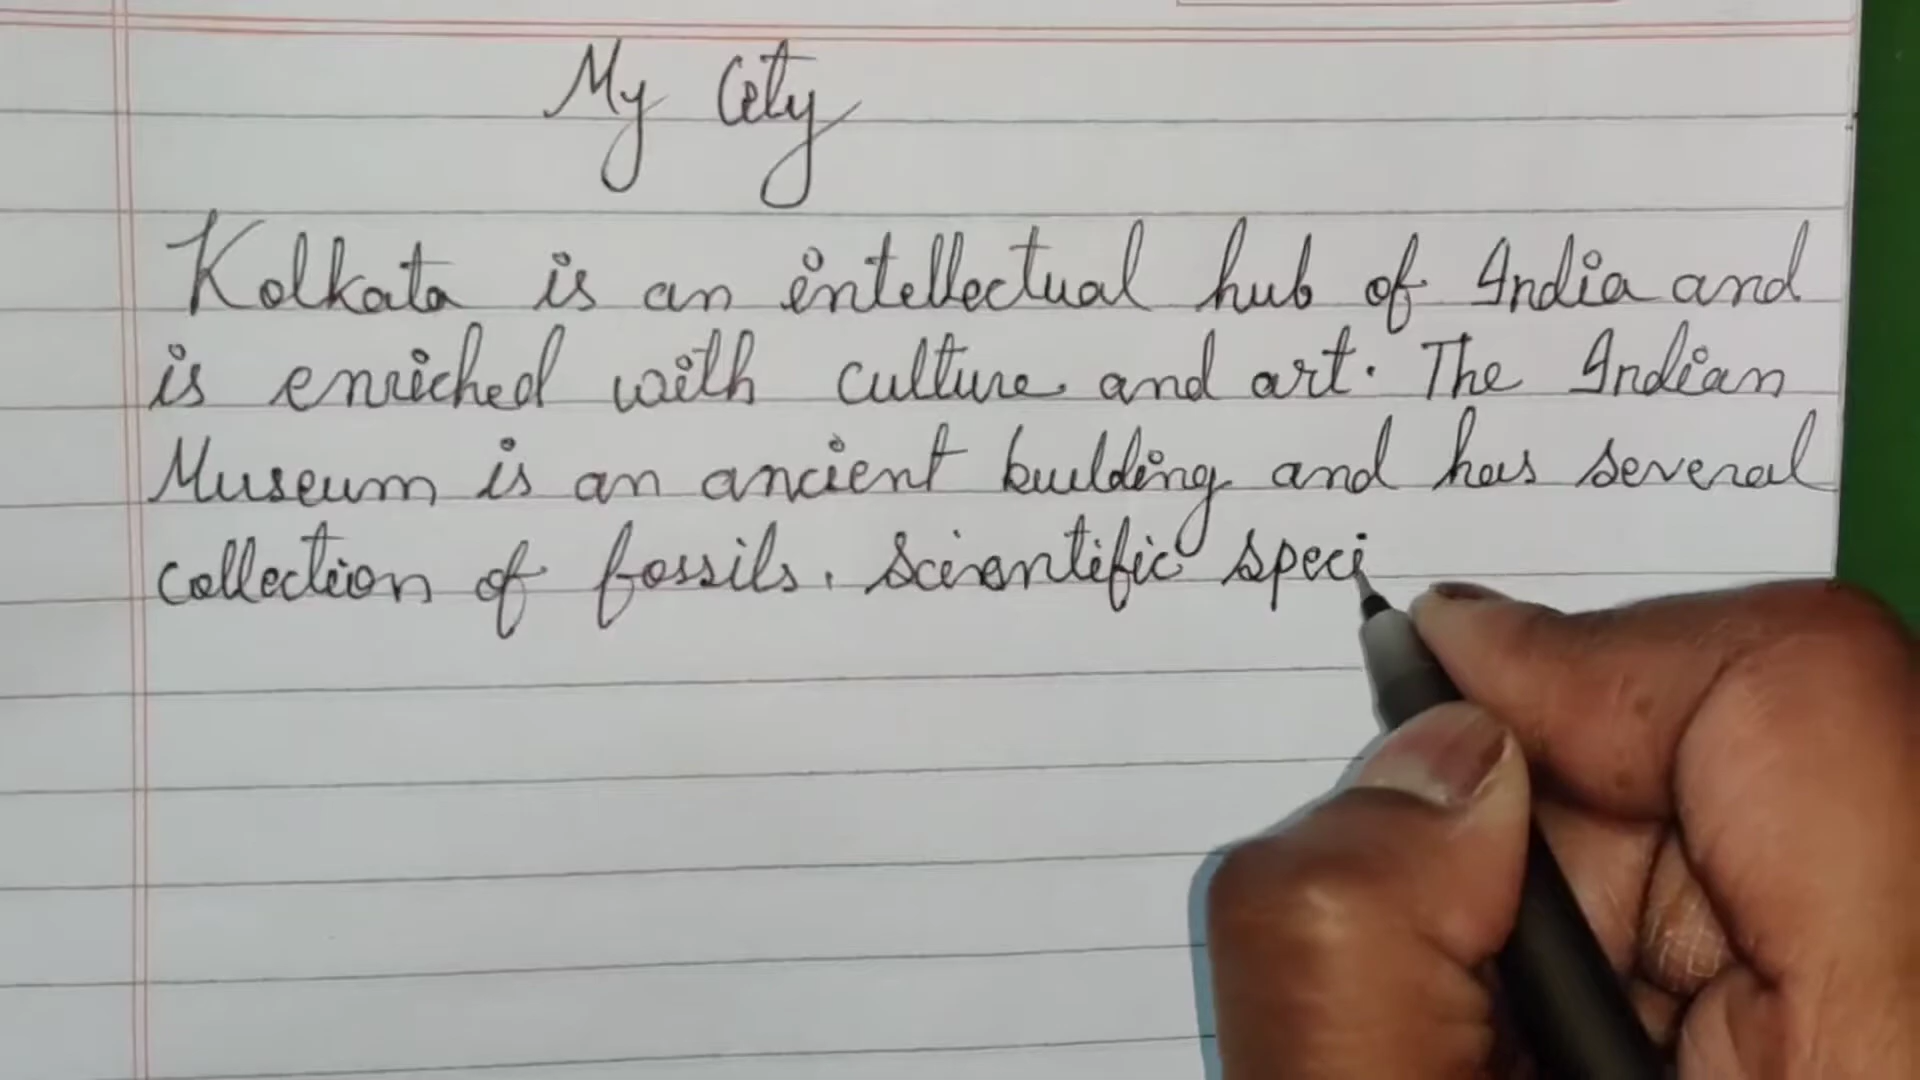 My City
Kolkata is an intellectual hub of India and
is enriched with culture and art. The Indian
Museum is an ancient building and has several
collection of fossils, scientific speci